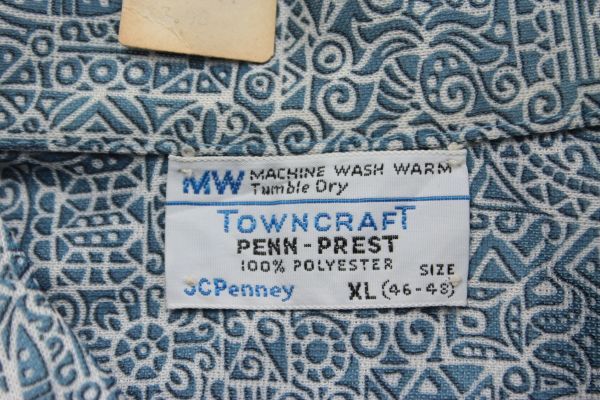 MW MACHINE WASH WARM
Tumble Dry
TOWNCRAFT
PENN-PREST
100% POLYESTER
SIZE
JCPenney XL (46-48)